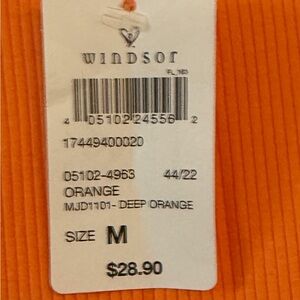 WINDSOR
FL_163
4 05102 24556 2
17449400020
05102-4963 44/22
ORANGE
MJD1101- DEEP ORANGE
SIZE M
$28.90